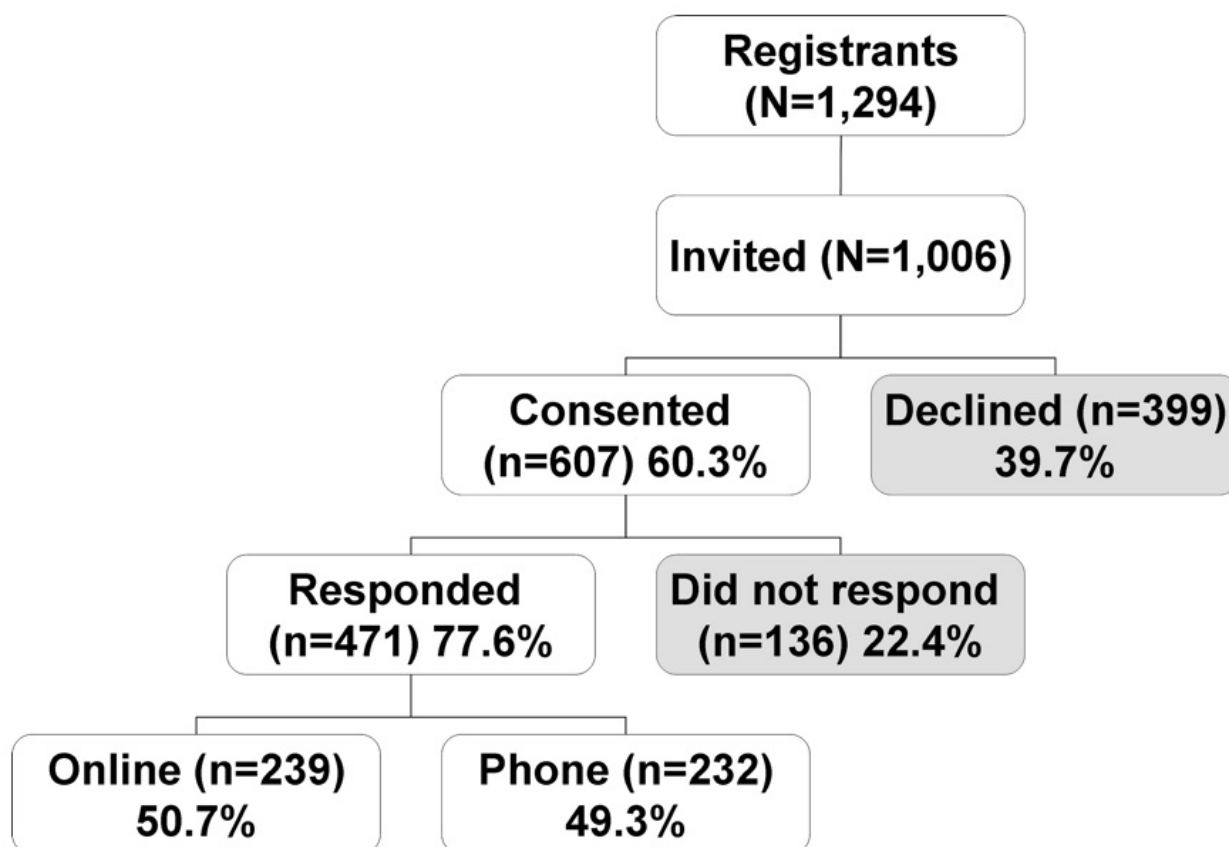 Registrants
(N=1,294)
Invited (N=1,006)
Consented
(n=607) 60.3%
Declined (n=399)
39.7%
Responded
(n=471) 77.6%
Did not respond
(n=136) 22.4%
Online (n=239)
50.7%
Phone (n=232)
49.3%